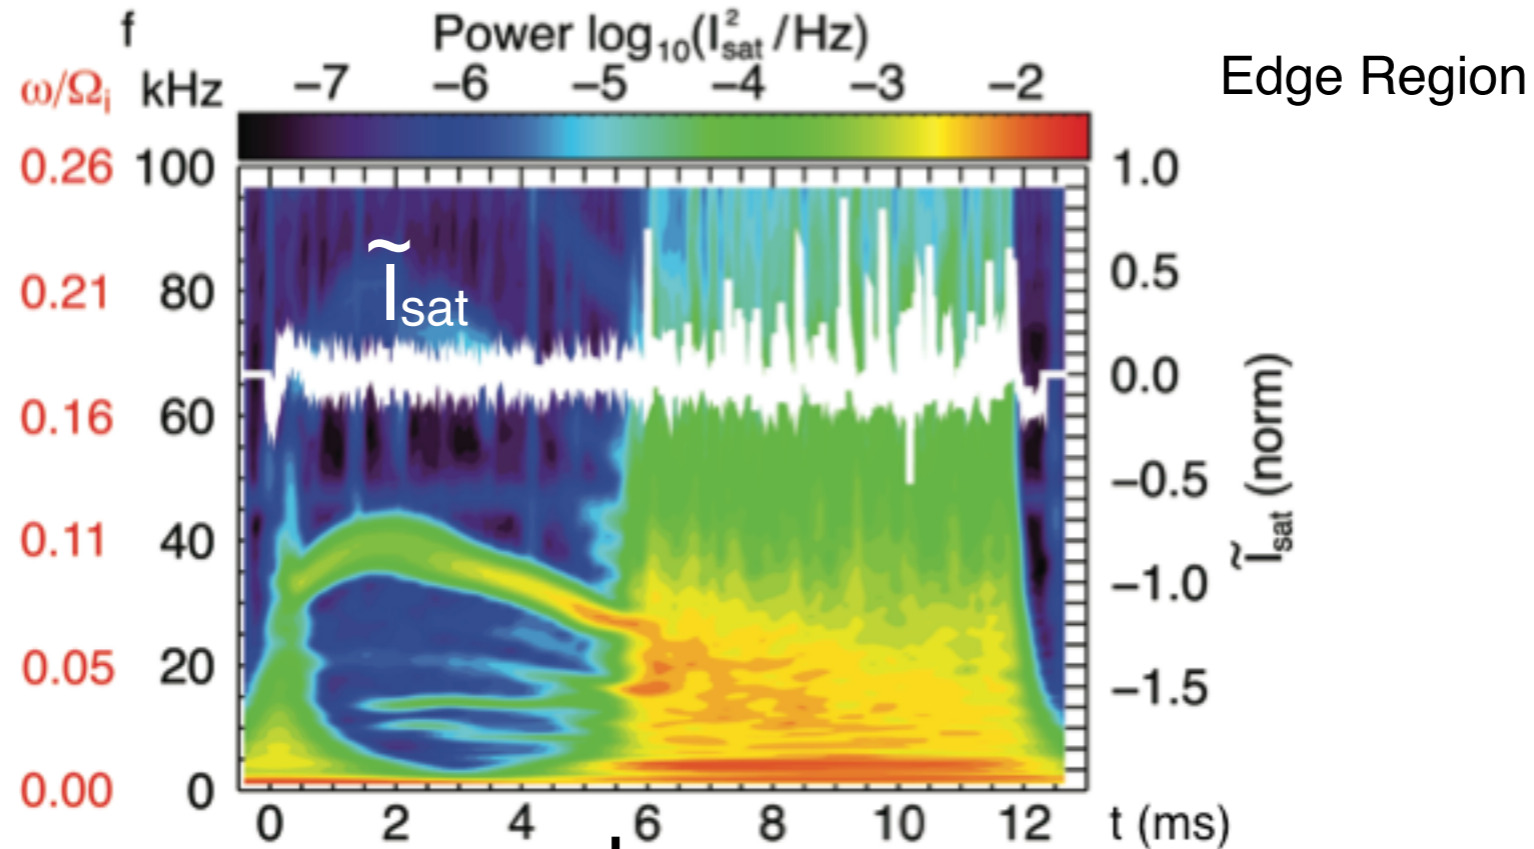 f
Power log₁₀(I²sat /Hz)
ω/Ωᵢ kHz −7 −6 −5 −4 −3 −2 Edge Region
0.26 100 1.0
0.21 80 0.5
Ĩsat
0.0
0.16 60
−0.5
0.11 40
−1.0
0.05 20
−1.5
0.00 0
Ĩsat (norm)
0 2 4 6 8 10 12 t (ms)